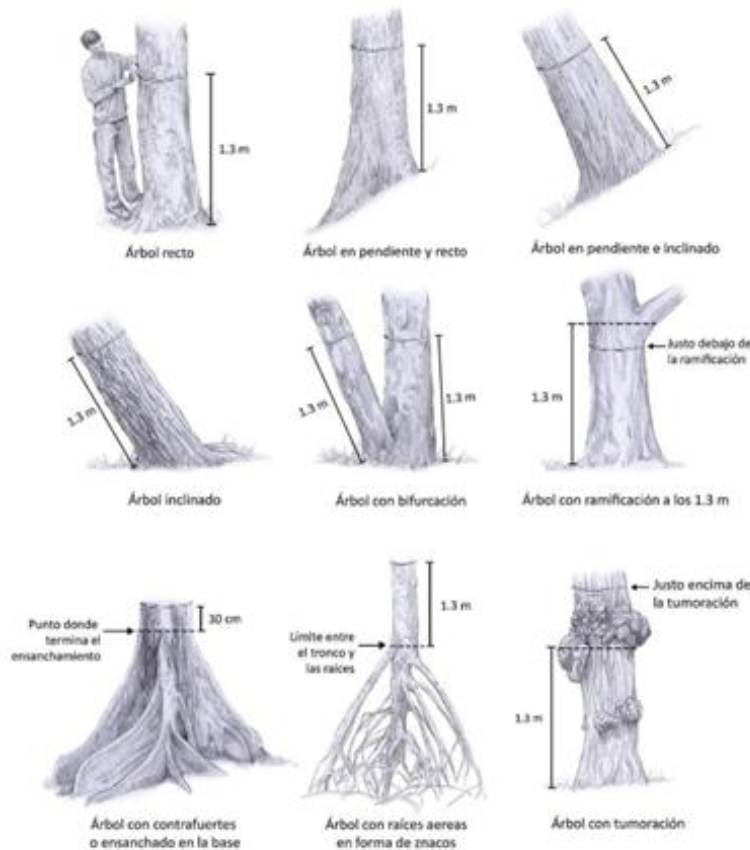 1.3 m
1.3 m
1.3 m
Árbol recto
Árbol en pendiente y recto
Árbol en pendiente e inclinado
1.3 m
1.3 m
1.3 m
1.3 m
Justo debajo de
la ramificación
Árbol inclinado
Árbol con bifurcación
Árbol con ramificación a los 1.3 m
Punto donde
termina el
ensanchamiento
30 cm
1.3 m
Límite entre
el tronco y
las raíces
Justo encima de
la tumoración
1.3 m
Árbol con contrafuertes
o ensanchado en la base
Árbol con raíces aereas
en forma de znacos
Árbol con tumoración